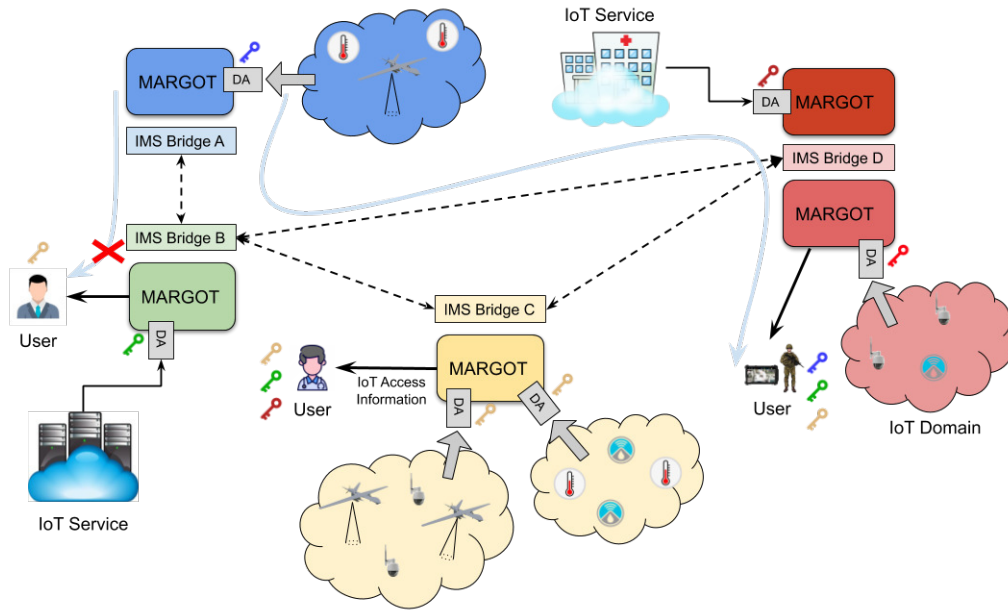 IoT Service
MARGOT
DA
DA
MARGOT
IMS Bridge A
IMS Bridge D
MARGOT
IMS Bridge B
DA
MARGOT
IMS Bridge C
User
DA
MARGOT
IoT Access
Information
User
DA
DA
User
IoT Domain
IoT Service